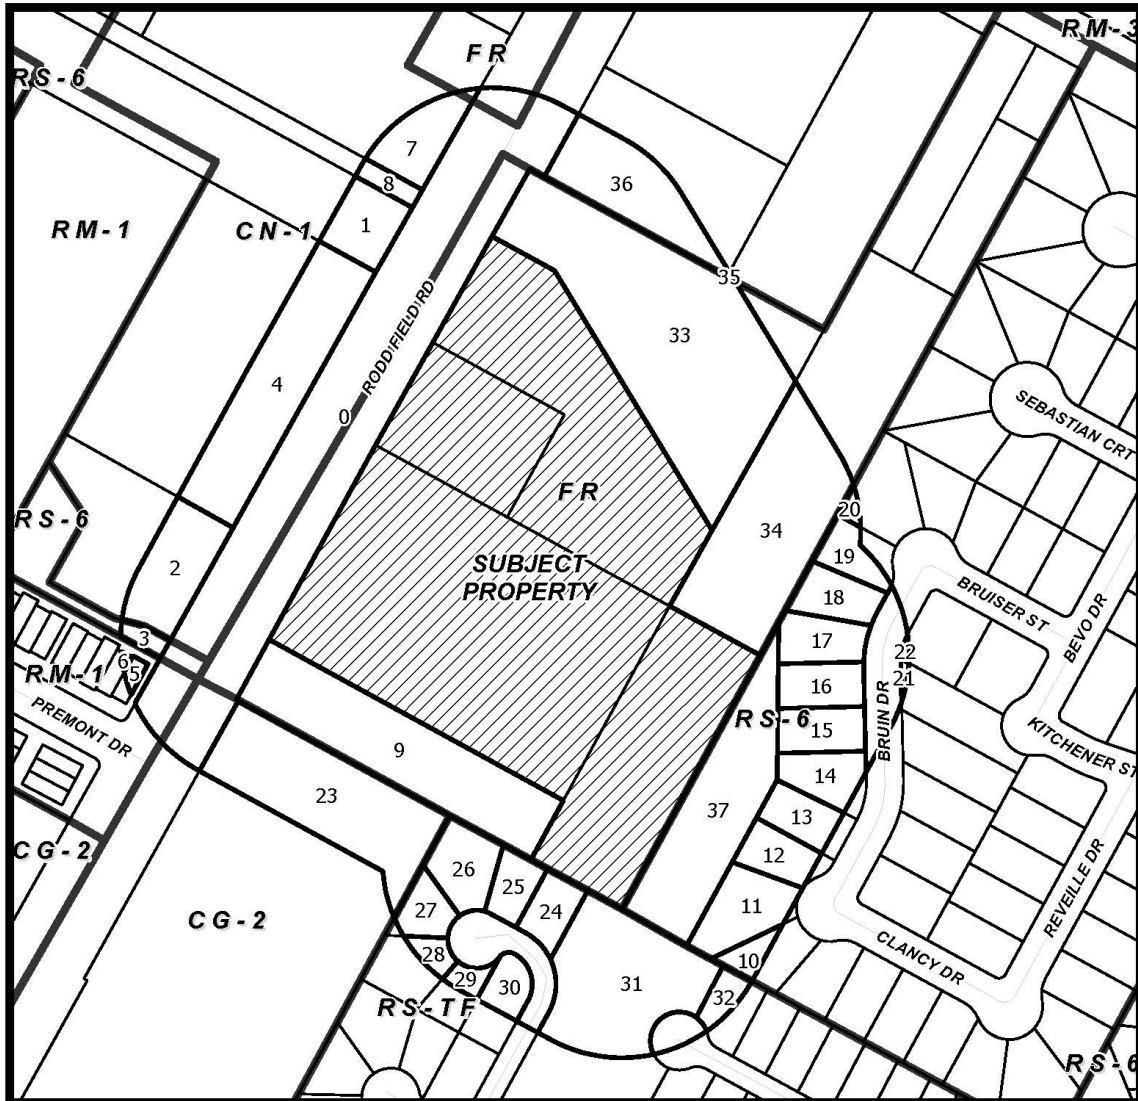 RM-3
FR
RS-6
7
8
36
1
RM-1
CN-1
35
RODDFIELD RD
33
4
SEBASTIAN CRT
0
FR
20
RS-6
34
19
SUBJECT
PROPERTY
2
18
BRUISER ST
BEVO DR
3
17
22
6
5
21
RM-1
16
PREMONT DR
RS-6
BRUIN DR
15
KITCHENER ST
9
14
23
37
13
CG-2
12
26
25
REVEILLE DR
27
24
11
CG-2
CLANCY DR
28
10
29
30
31
32
RS-TF
RS-6